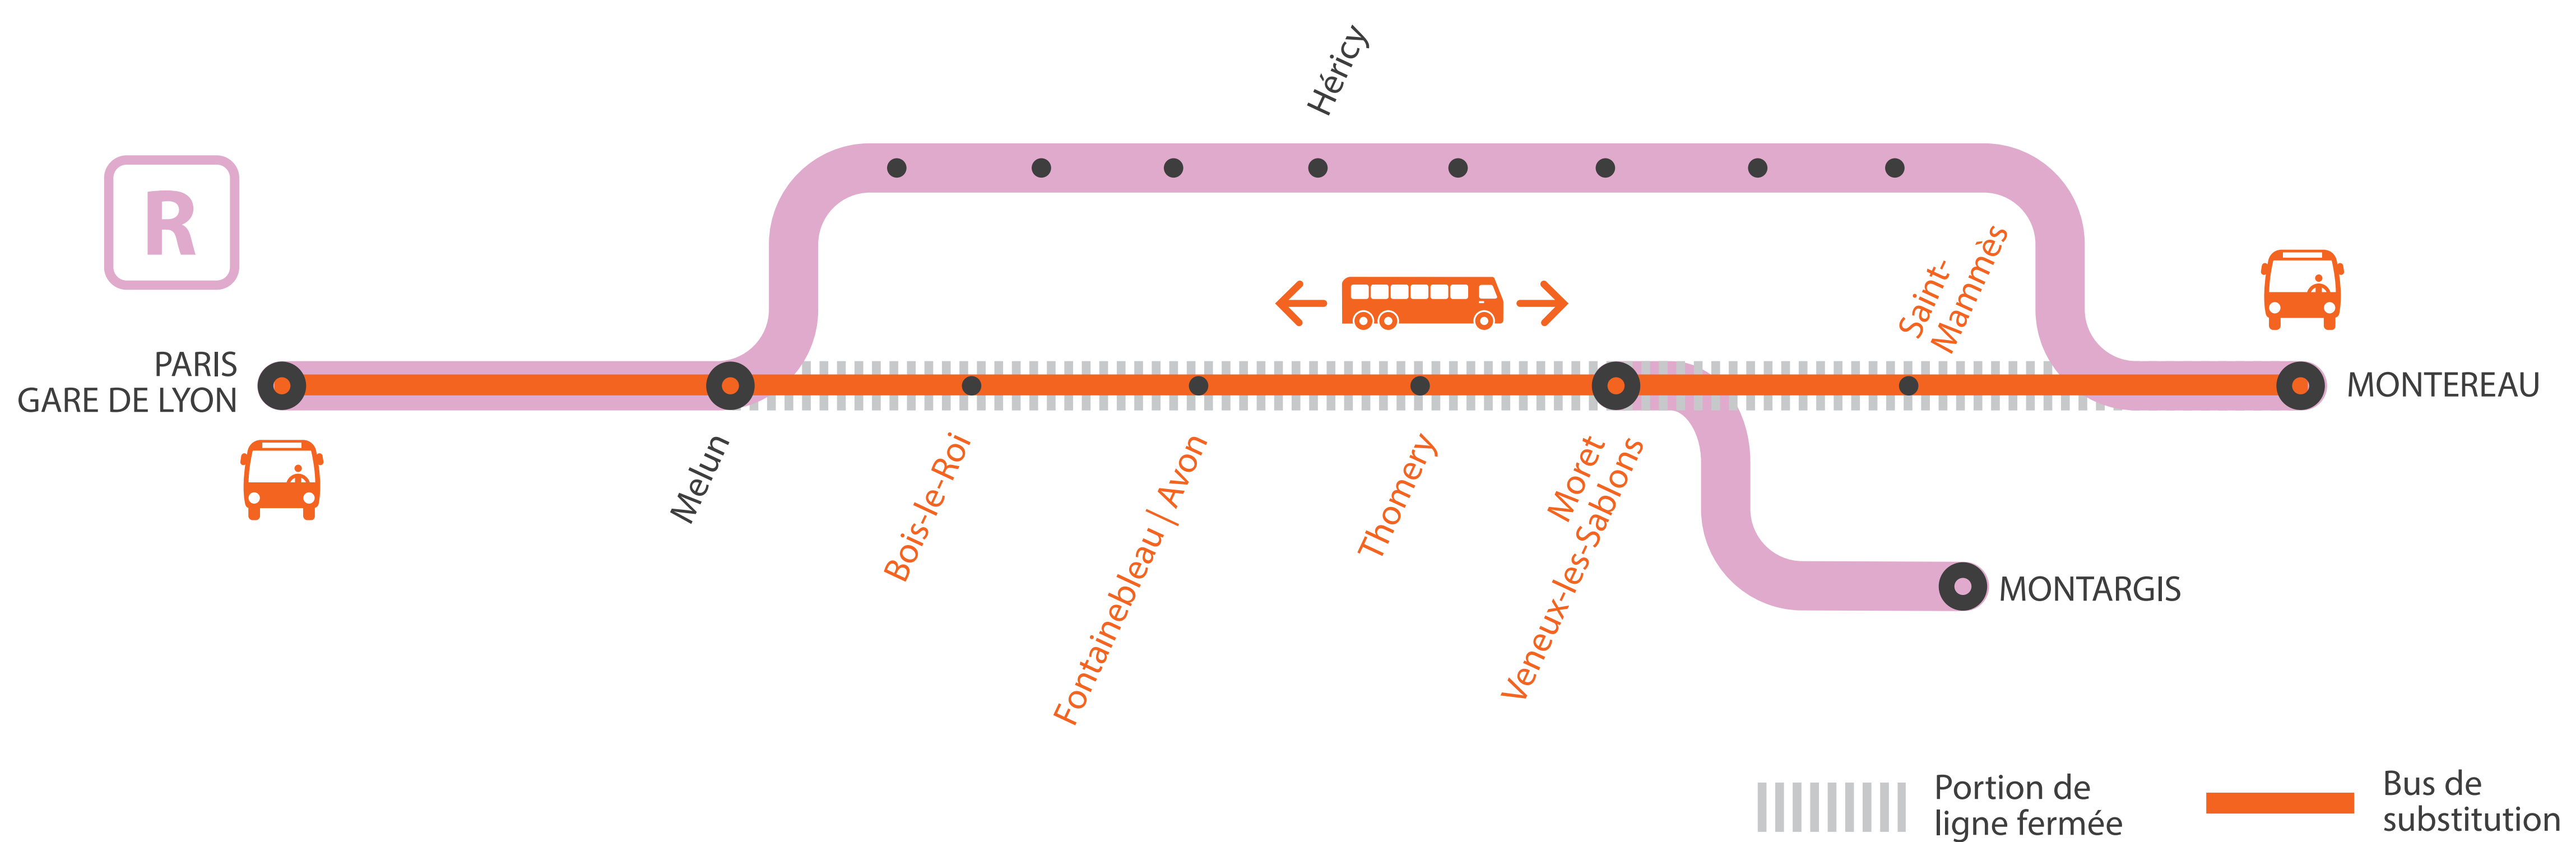 Héricy
R
Saint-
Mammès
PARIS
GARE DE LYON
MONTEREAU
Melun
Bois-le-Roi
Fontainebleau | Avon
Thomery
Moret
Veneux-les-Sablons
MONTARGIS
Portion de
ligne fermée
Bus de
substitution